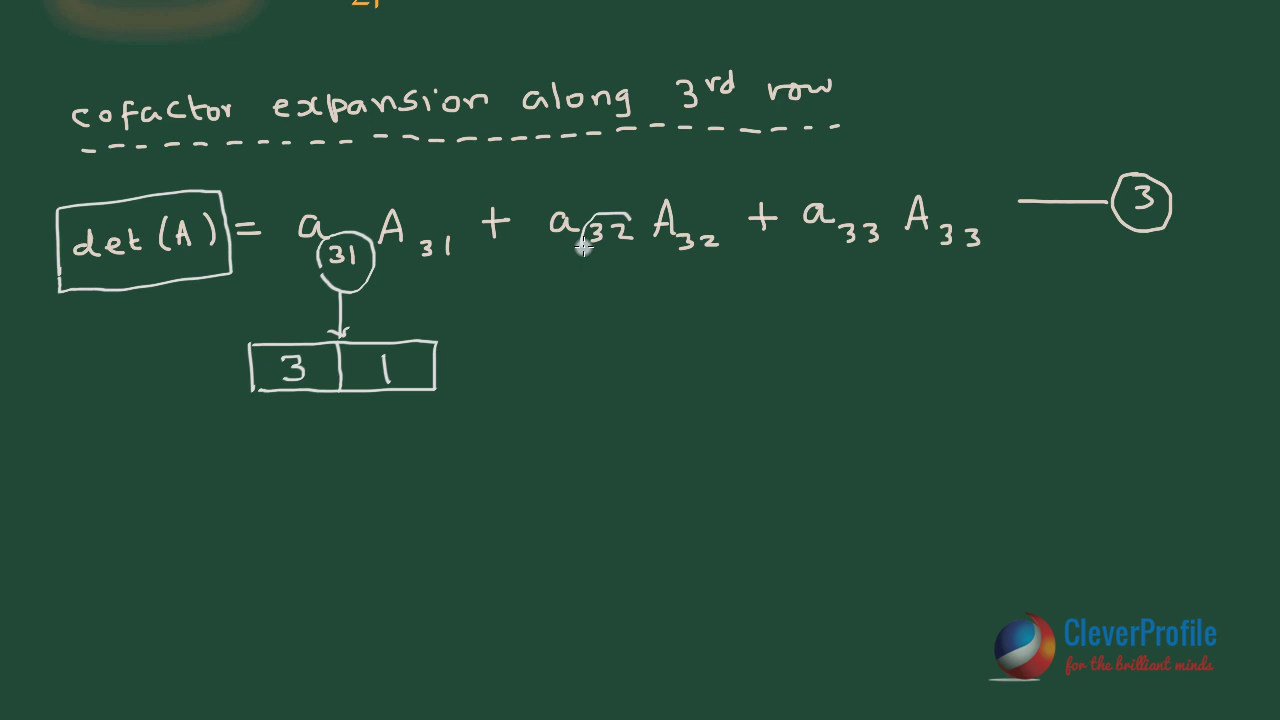 cofactor expansion along 3rd row
det (A) = a31 A31 + a32 A32 + a33 A33 3
3 1
CleverProfile
for the brilliant minds